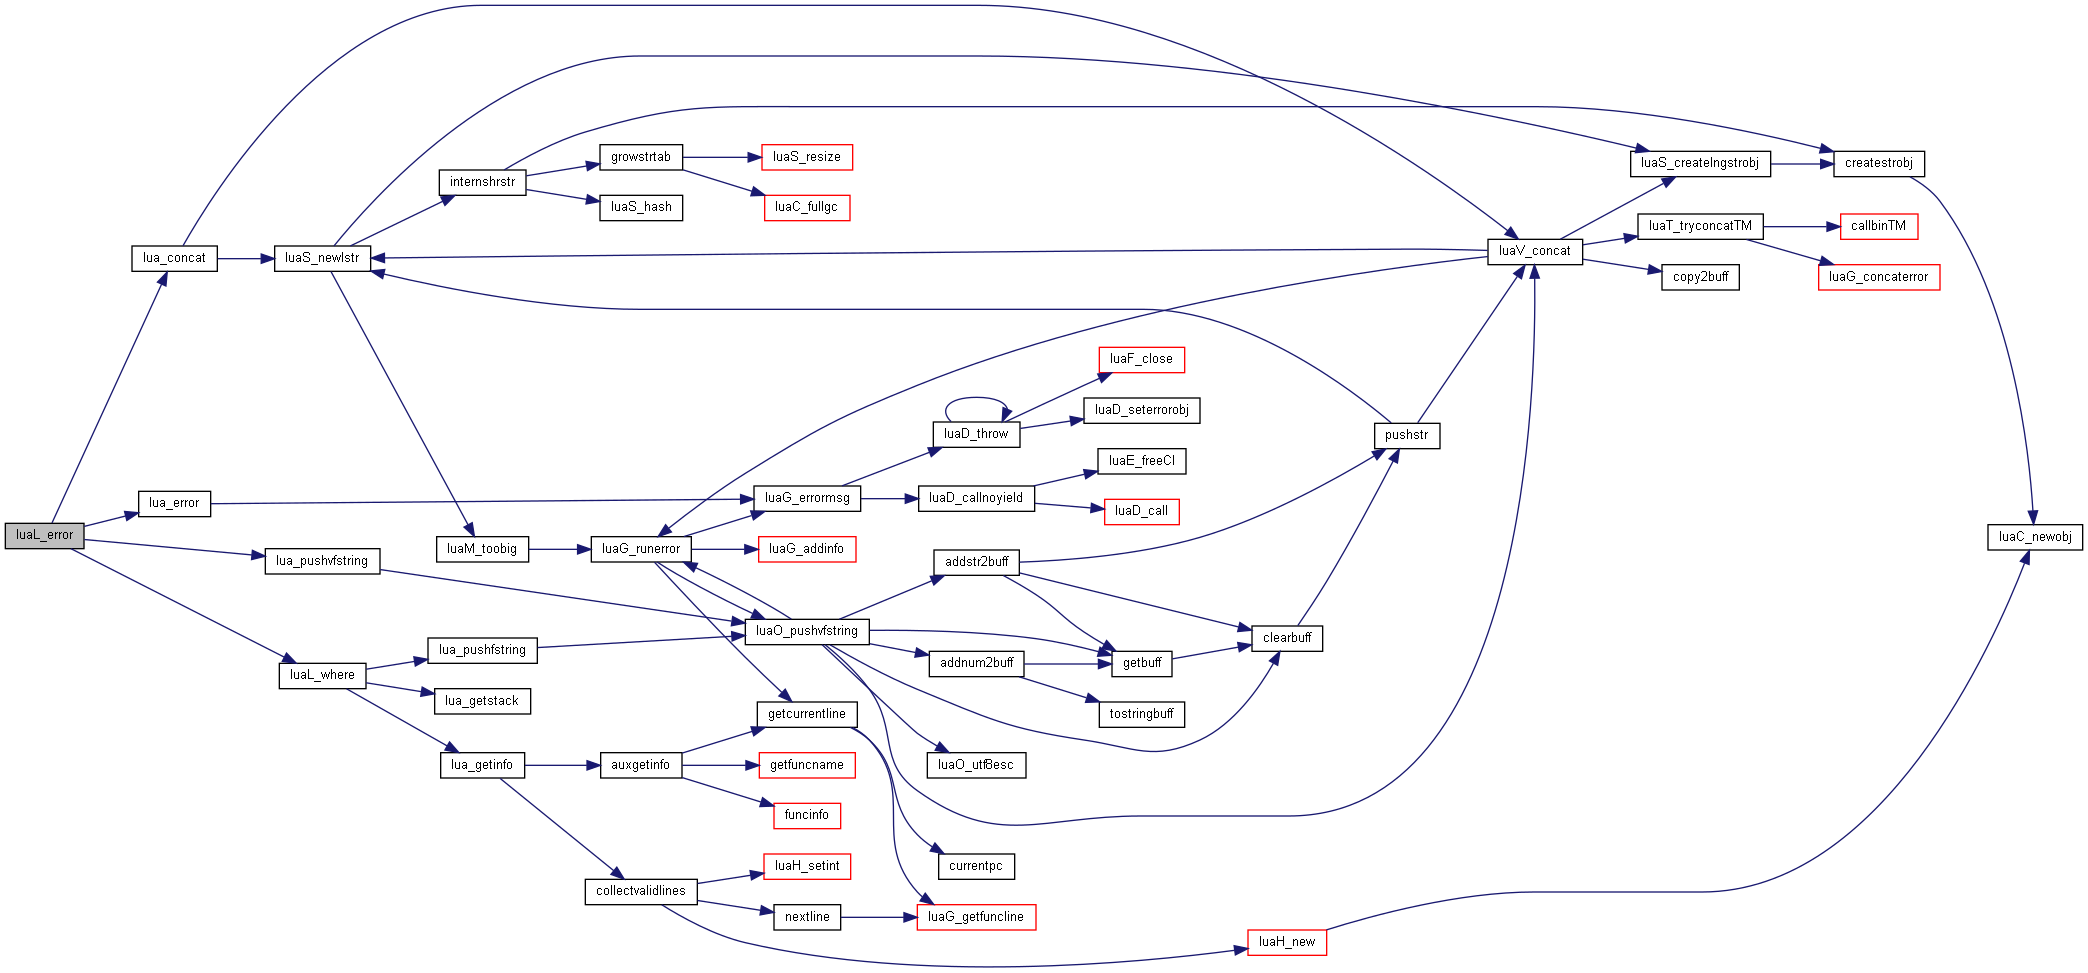 luaL_error
lua_concat
lua_error
lua_pushvfstring
luaL_where
luaS_newlstr
internshrstr
growstrtab
luaS_hash
luaS_resize
luaC_fullgc
luaM_toobig
luaG_runerror
luaG_errormsg
luaG_addinfo
luaO_pushvfstring
lua_pushfstring
lua_getstack
lua_getinfo
auxgetinfo
getcurrentline
getfuncname
funcinfo
collectvalidlines
luaH_setint
nextline
luaG_getfuncline
currentpc
luaD_throw
luaD_callnoyield
luaF_close
luaD_seterrorobj
luaE_freeCI
luaD_call
addstr2buff
addnum2buff
getbuff
tostringbuff
luaO_utf8esc
clearbuff
pushstr
luaH_new
luaV_concat
luaS_createlngstrobj
luaT_tryconcatTM
copy2buff
createstrobj
callbinTM
luaG_concaterror
luaC_newobj